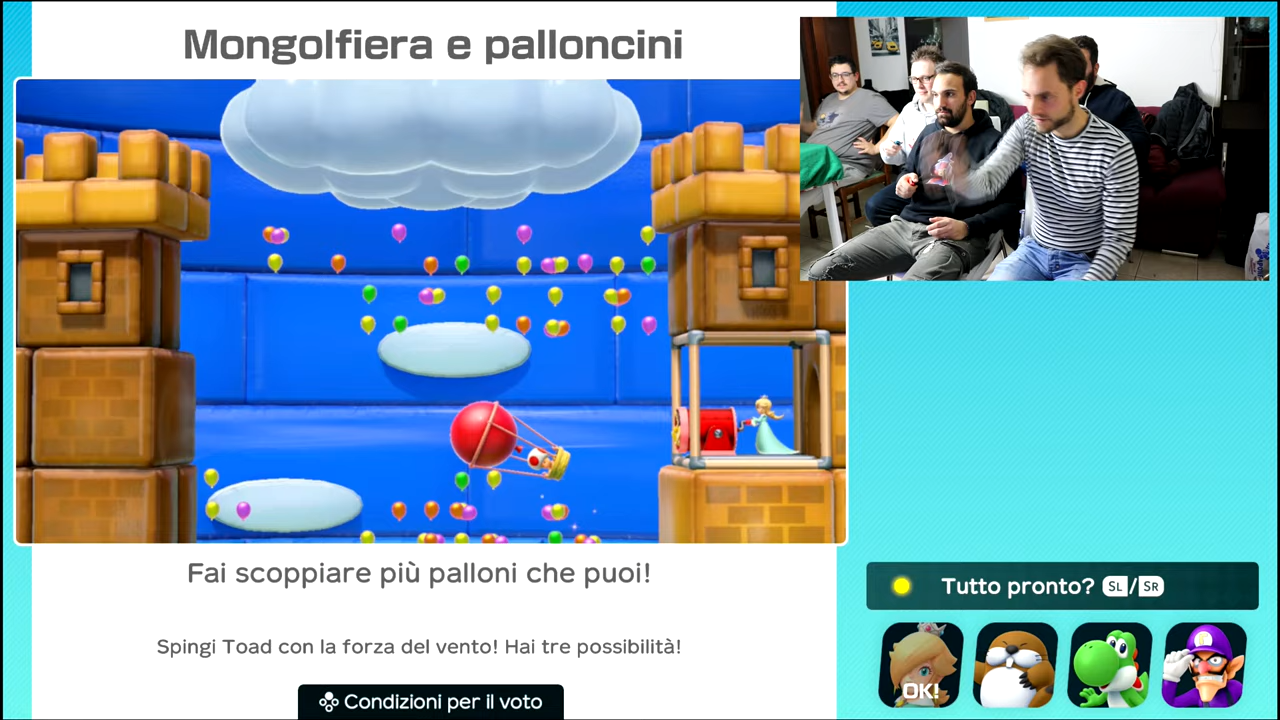 Mongolfiera e palloncini
Fai scoppiare più palloni che puoi!
Spingi Toad con la forza del vento! Hai tre possibilità!
Condizioni per il voto
Tutto pronto? SL/SR
OK!